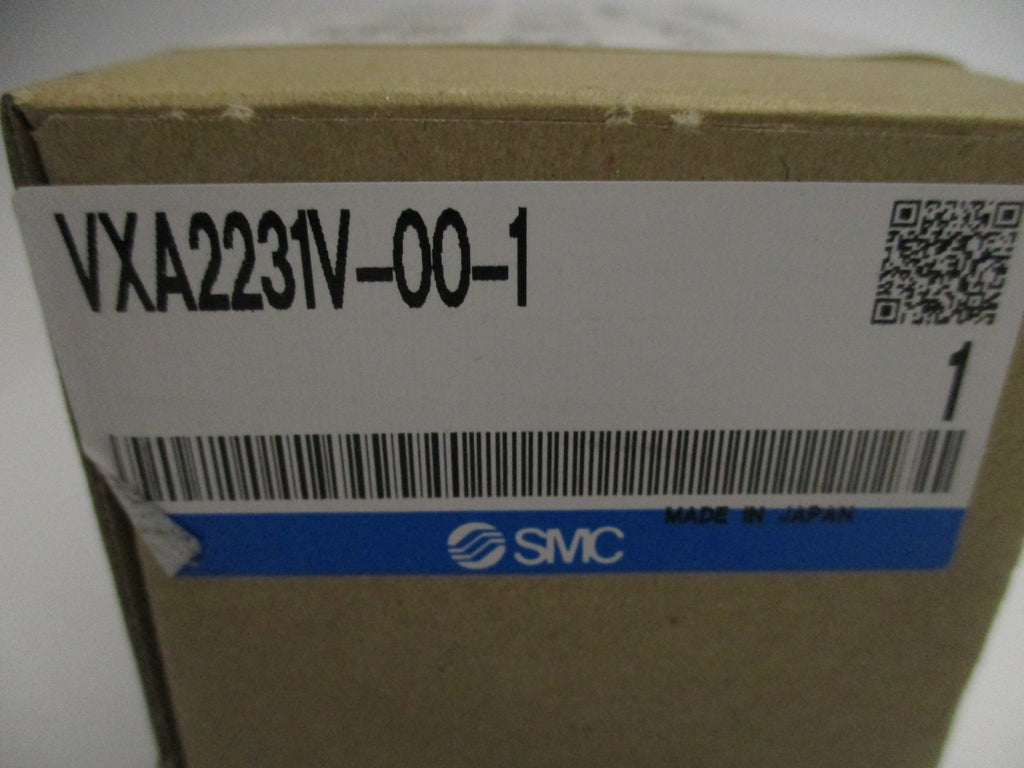 VXA2231V-00-1
1
MADE IN JAPAN
SMC